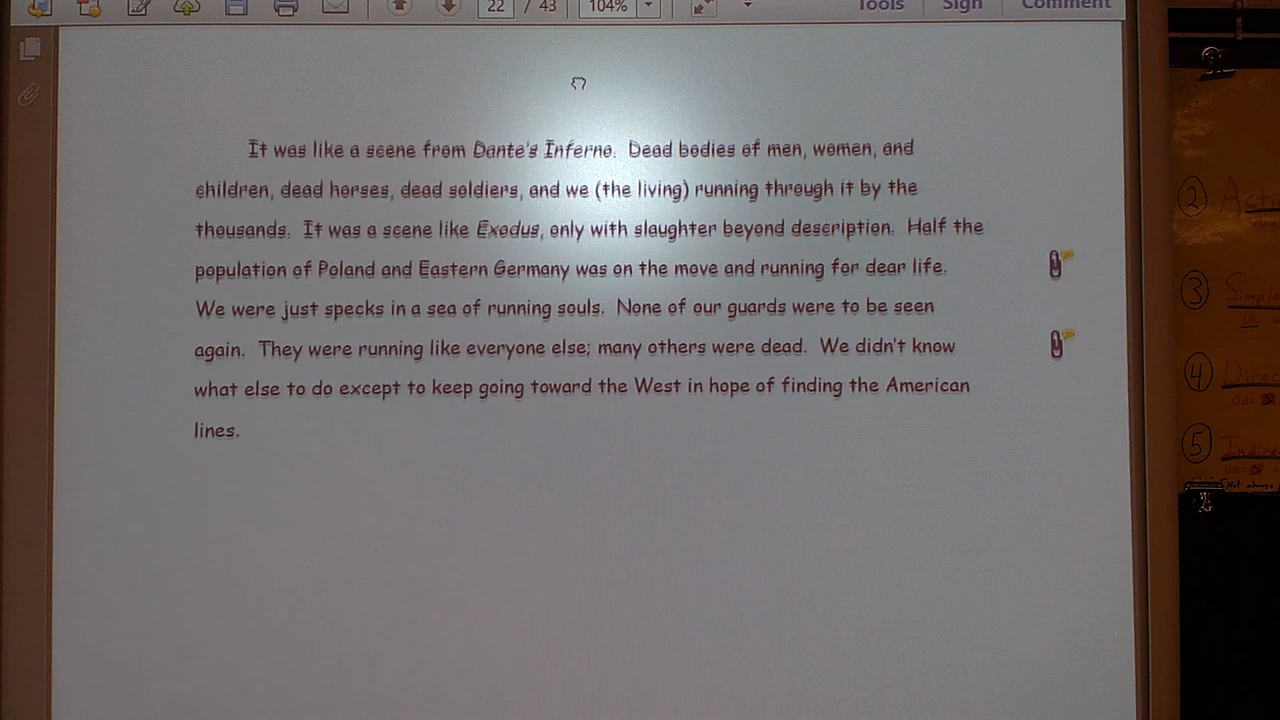 22 / 43 104% Tools Sign Comment
It was like a scene from Dante's Inferno. Dead bodies of men, women, and
children, dead horses, dead soldiers, and we (the living) running through it by the
thousands. It was a scene like Exodus, only with slaughter beyond description. Half the
population of Poland and Eastern Germany was on the move and running for dear life.
We were just specks in a sea of running souls. None of our guards were to be seen
again. They were running like everyone else; many others were dead. We didn't know
what else to do except to keep going toward the West in hope of finding the American
lines.
2
3
4
5
Not always